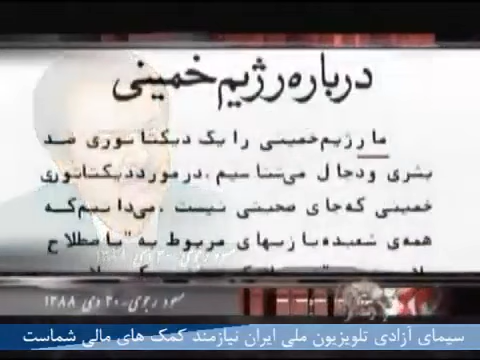 درباره رژیم خمینی
ما رژیم خمینی را یک دیکتاتوری ضد
بشری و دجال می‌شناسیم .در مورد دیکتاتوری
خمینی که جای صحبتی نیست .می‌دانیم که
همه‌ی شعبده‌بازیهای مربوط به "باصطلاح
مسعود رجوی-۲۰ دی ۱۳۸۸
سیمای آزادی تلویزیون ملی ایران نیازمند کمک های مالی شماست